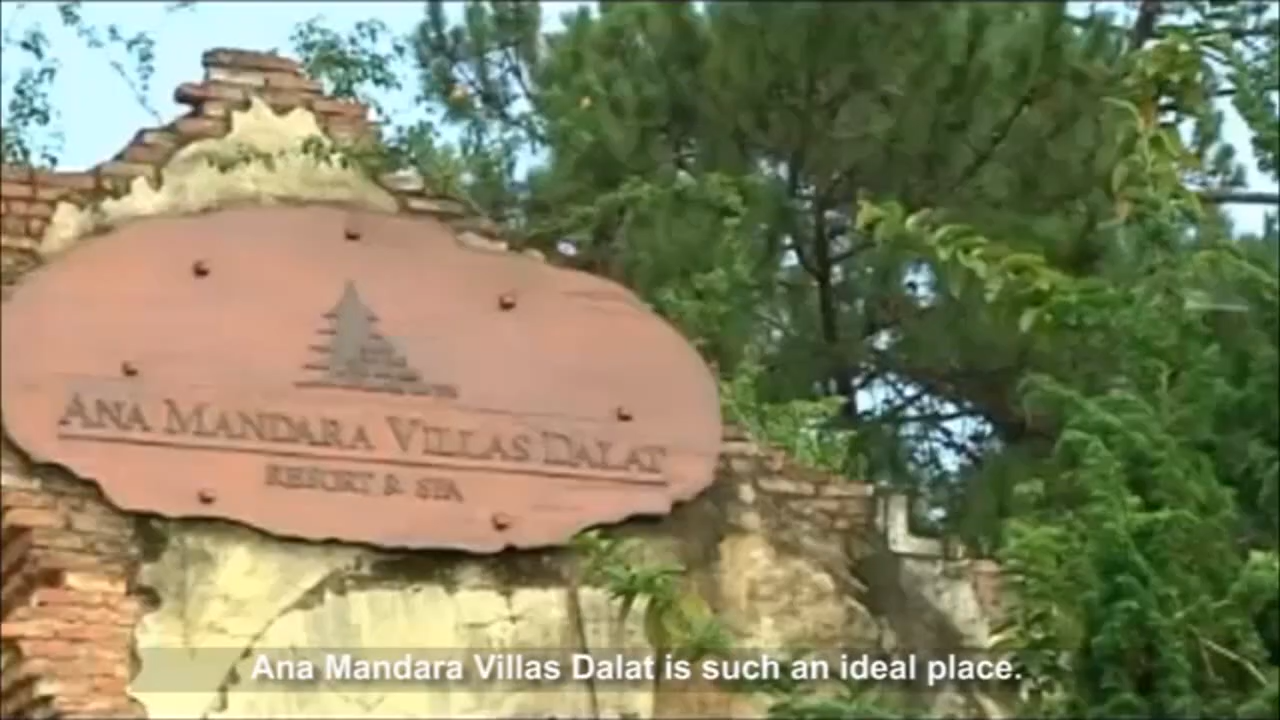 ANA MANDARA VILLAS DALAT
RESORT & SPA
Ana Mandara Villas Dalat is such an ideal place.